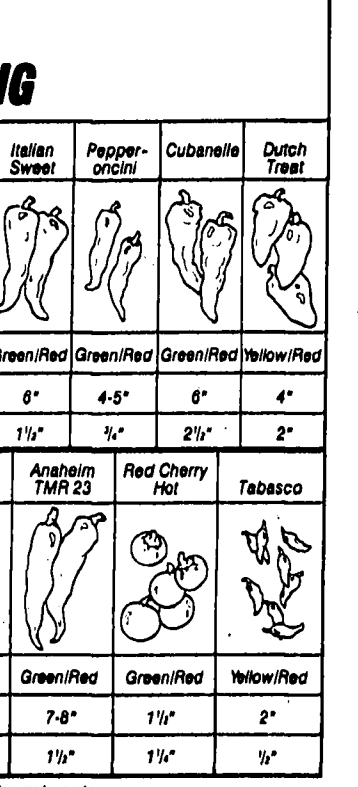 NG
Italian Sweet Pepper-oncini Cubanelle Dutch Treat
Green/Red Green/Red Green/Red Yellow/Red
6" 4-5" 6" 4"
1½" ¾" 2½" 2"
Anaheim TMR 23 Red Cherry Hot Tabasco
Green/Red Green/Red Yellow/Red
7-8" 1½" 2"
1½" 1¼" ½"